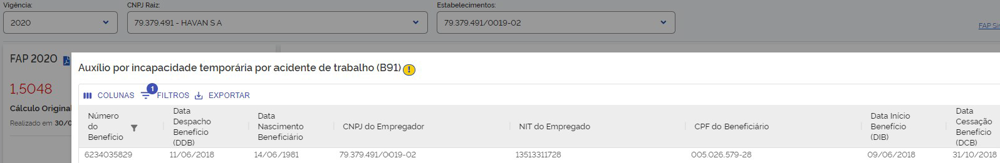 Vigência:
CNPJ Raiz:
Estabelecimentos:
2020
79.379.491 - HAVAN S A
79.379.491/0019-02
FAP 2020
1,5048
Cálculo Original
Realizado em 30/0
Auxílio por incapacidade temporária por acidente de trabalho (B91) !
COLUNAS
1
FILTROS
EXPORTAR
Número do Benefício
Data Despacho Benefício (DDB)
Data Nascimento Beneficiário
CNPJ do Empregador
NIT do Empregado
CPF do Beneficiário
Data Início Benefício (DIB)
Data Cessação Benefício (DCB)
6234035829
11/06/2018
14/06/1981
79.379.491/0019-02
13513311728
005.026.579-28
09/06/2018
31/10/2018